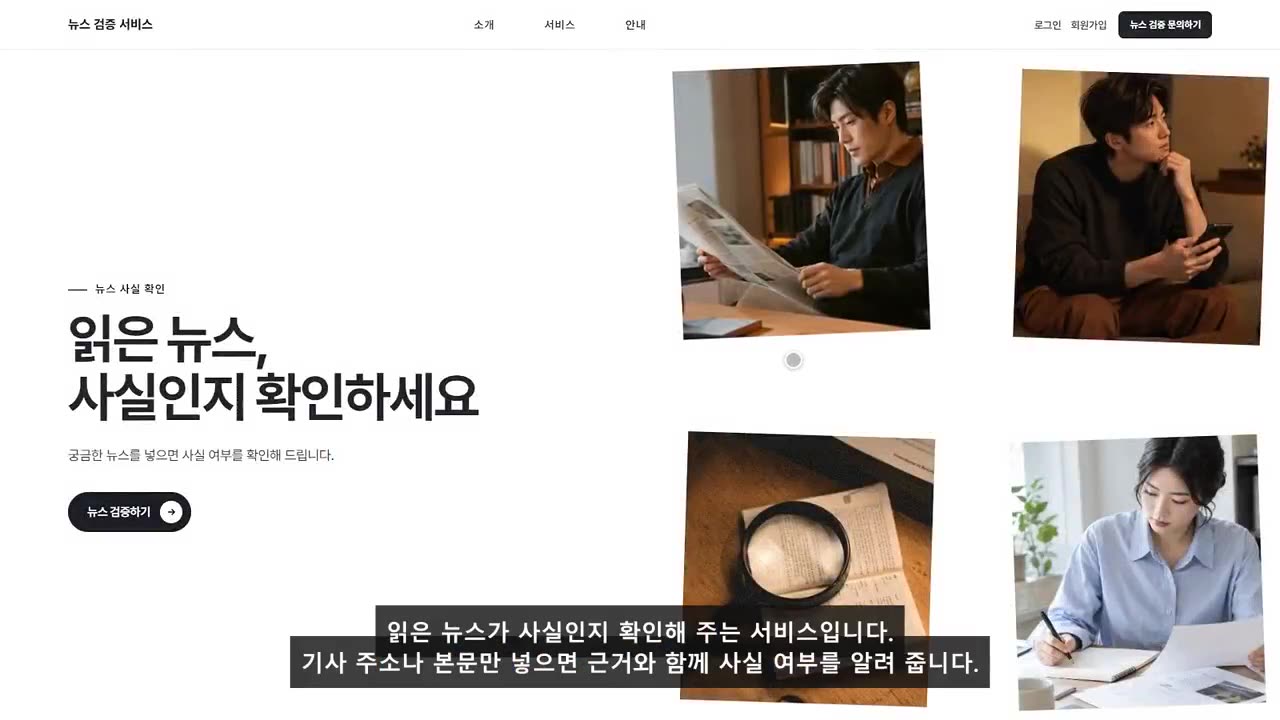 뉴스 검증 서비스
소개
서비스
안내
로그인
회원가입
뉴스 검증 문의하기
뉴스 사실 확인
읽은 뉴스,
사실인지 확인하세요
궁금한 뉴스를 넣으면 사실 여부를 확인해 드립니다.
뉴스 검증하기
읽은 뉴스가 사실인지 확인해 주는 서비스입니다.
기사 주소나 본문만 넣으면 근거와 함께 사실 여부를 알려 줍니다.